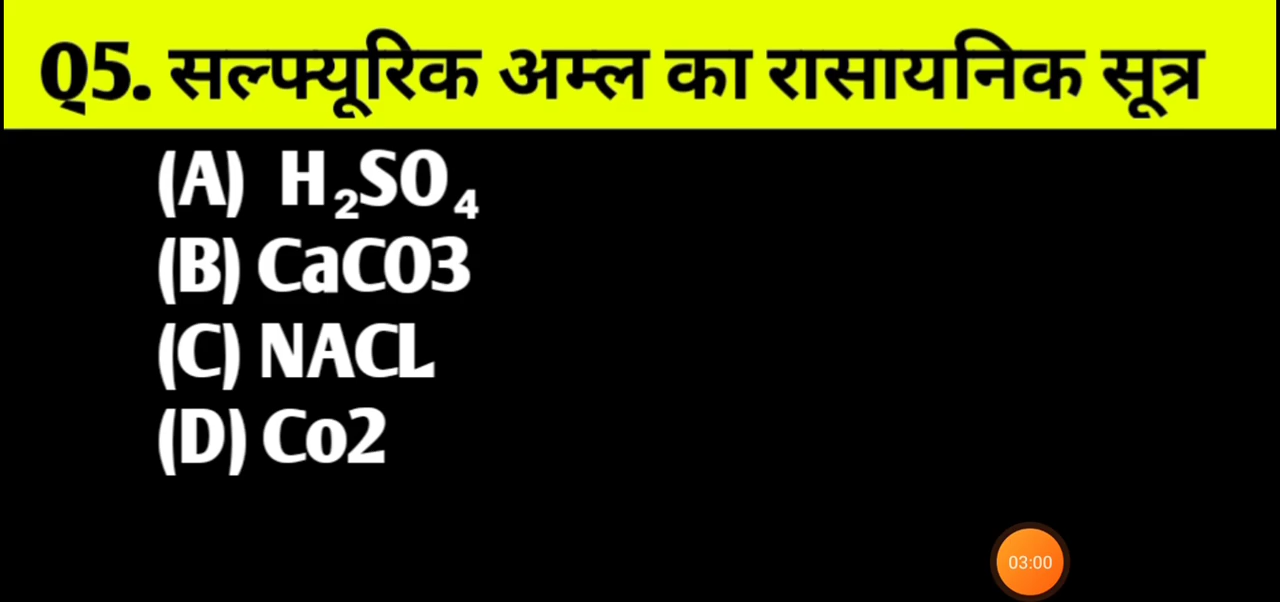 Q5. सल्फ्यूरिक अम्ल का रासायनिक सूत्र
(A) H₂SO₄
(B) CaCO3
(C) NACL
(D) Co2
03:00